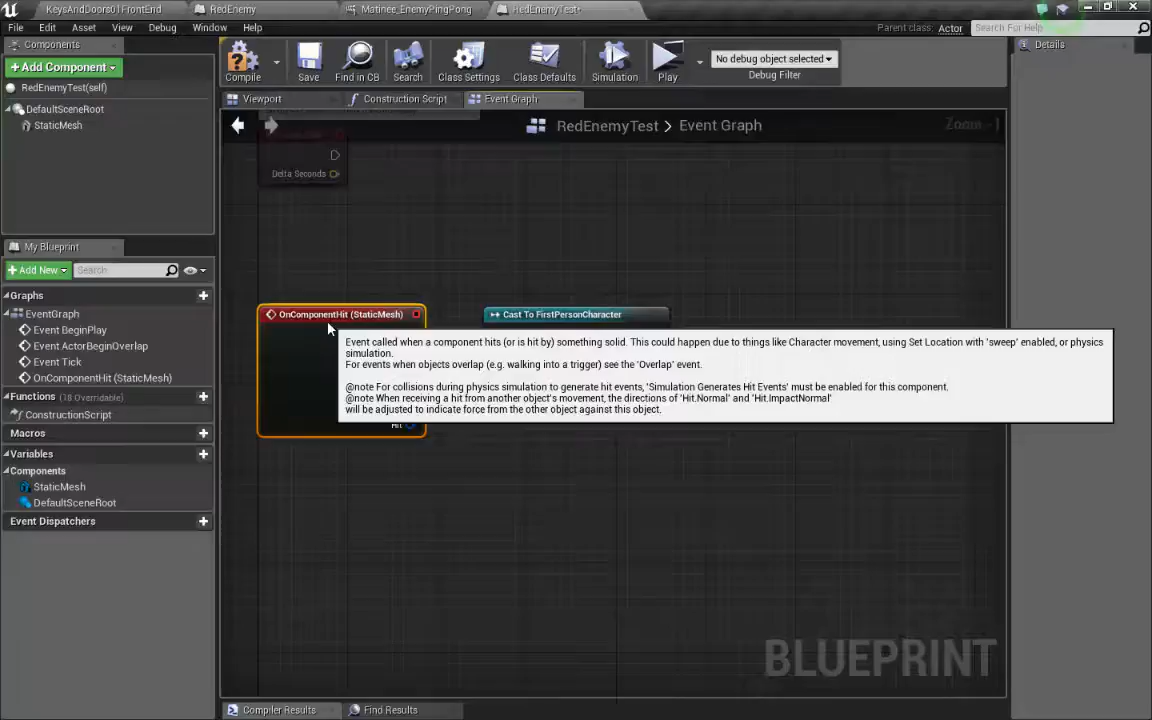 KeysAndDoors01FrontEnd
RedEnemy
Matinee_EnemyPingPong
RedEnemyTest*
File Edit Asset View Debug Window Help
Parent class: Actor
Search For Help
Components
Details
+ Add Component
Compile Save Find in CB Search Class Settings Class Defaults Simulation Play
No debug object selected
Debug Filter
RedEnemyTest(self)
Viewport Construction Script Event Graph
DefaultSceneRoot
StaticMesh
RedEnemyTest > Event Graph
Zoom -1
Delta Seconds
My Blueprint
+ Add New Search
Graphs
EventGraph
Event BeginPlay
Event ActorBeginOverlap
Event Tick
OnComponentHit (StaticMesh)
Functions (18 Overridable)
ConstructionScript
Macros
Variables
Components
StaticMesh
DefaultSceneRoot
Event Dispatchers
OnComponentHit (StaticMesh)
Cast To FirstPersonCharacter
Event called when a component hits (or is hit by) something solid. This could happen due to things like Character movement, using Set Location with 'sweep' enabled, or physics
simulation.
For events when objects overlap (e.g. walking into a trigger) see the 'Overlap' event.
@note For collisions during physics simulation to generate hit events, 'Simulation Generates Hit Events' must be enabled for this component.
@note When receiving a hit from another object's movement, the directions of 'Hit.Normal' and 'Hit.ImpactNormal'
will be adjusted to indicate force from the other object against this object.
Hit
BLUEPRINT
Compiler Results Find Results